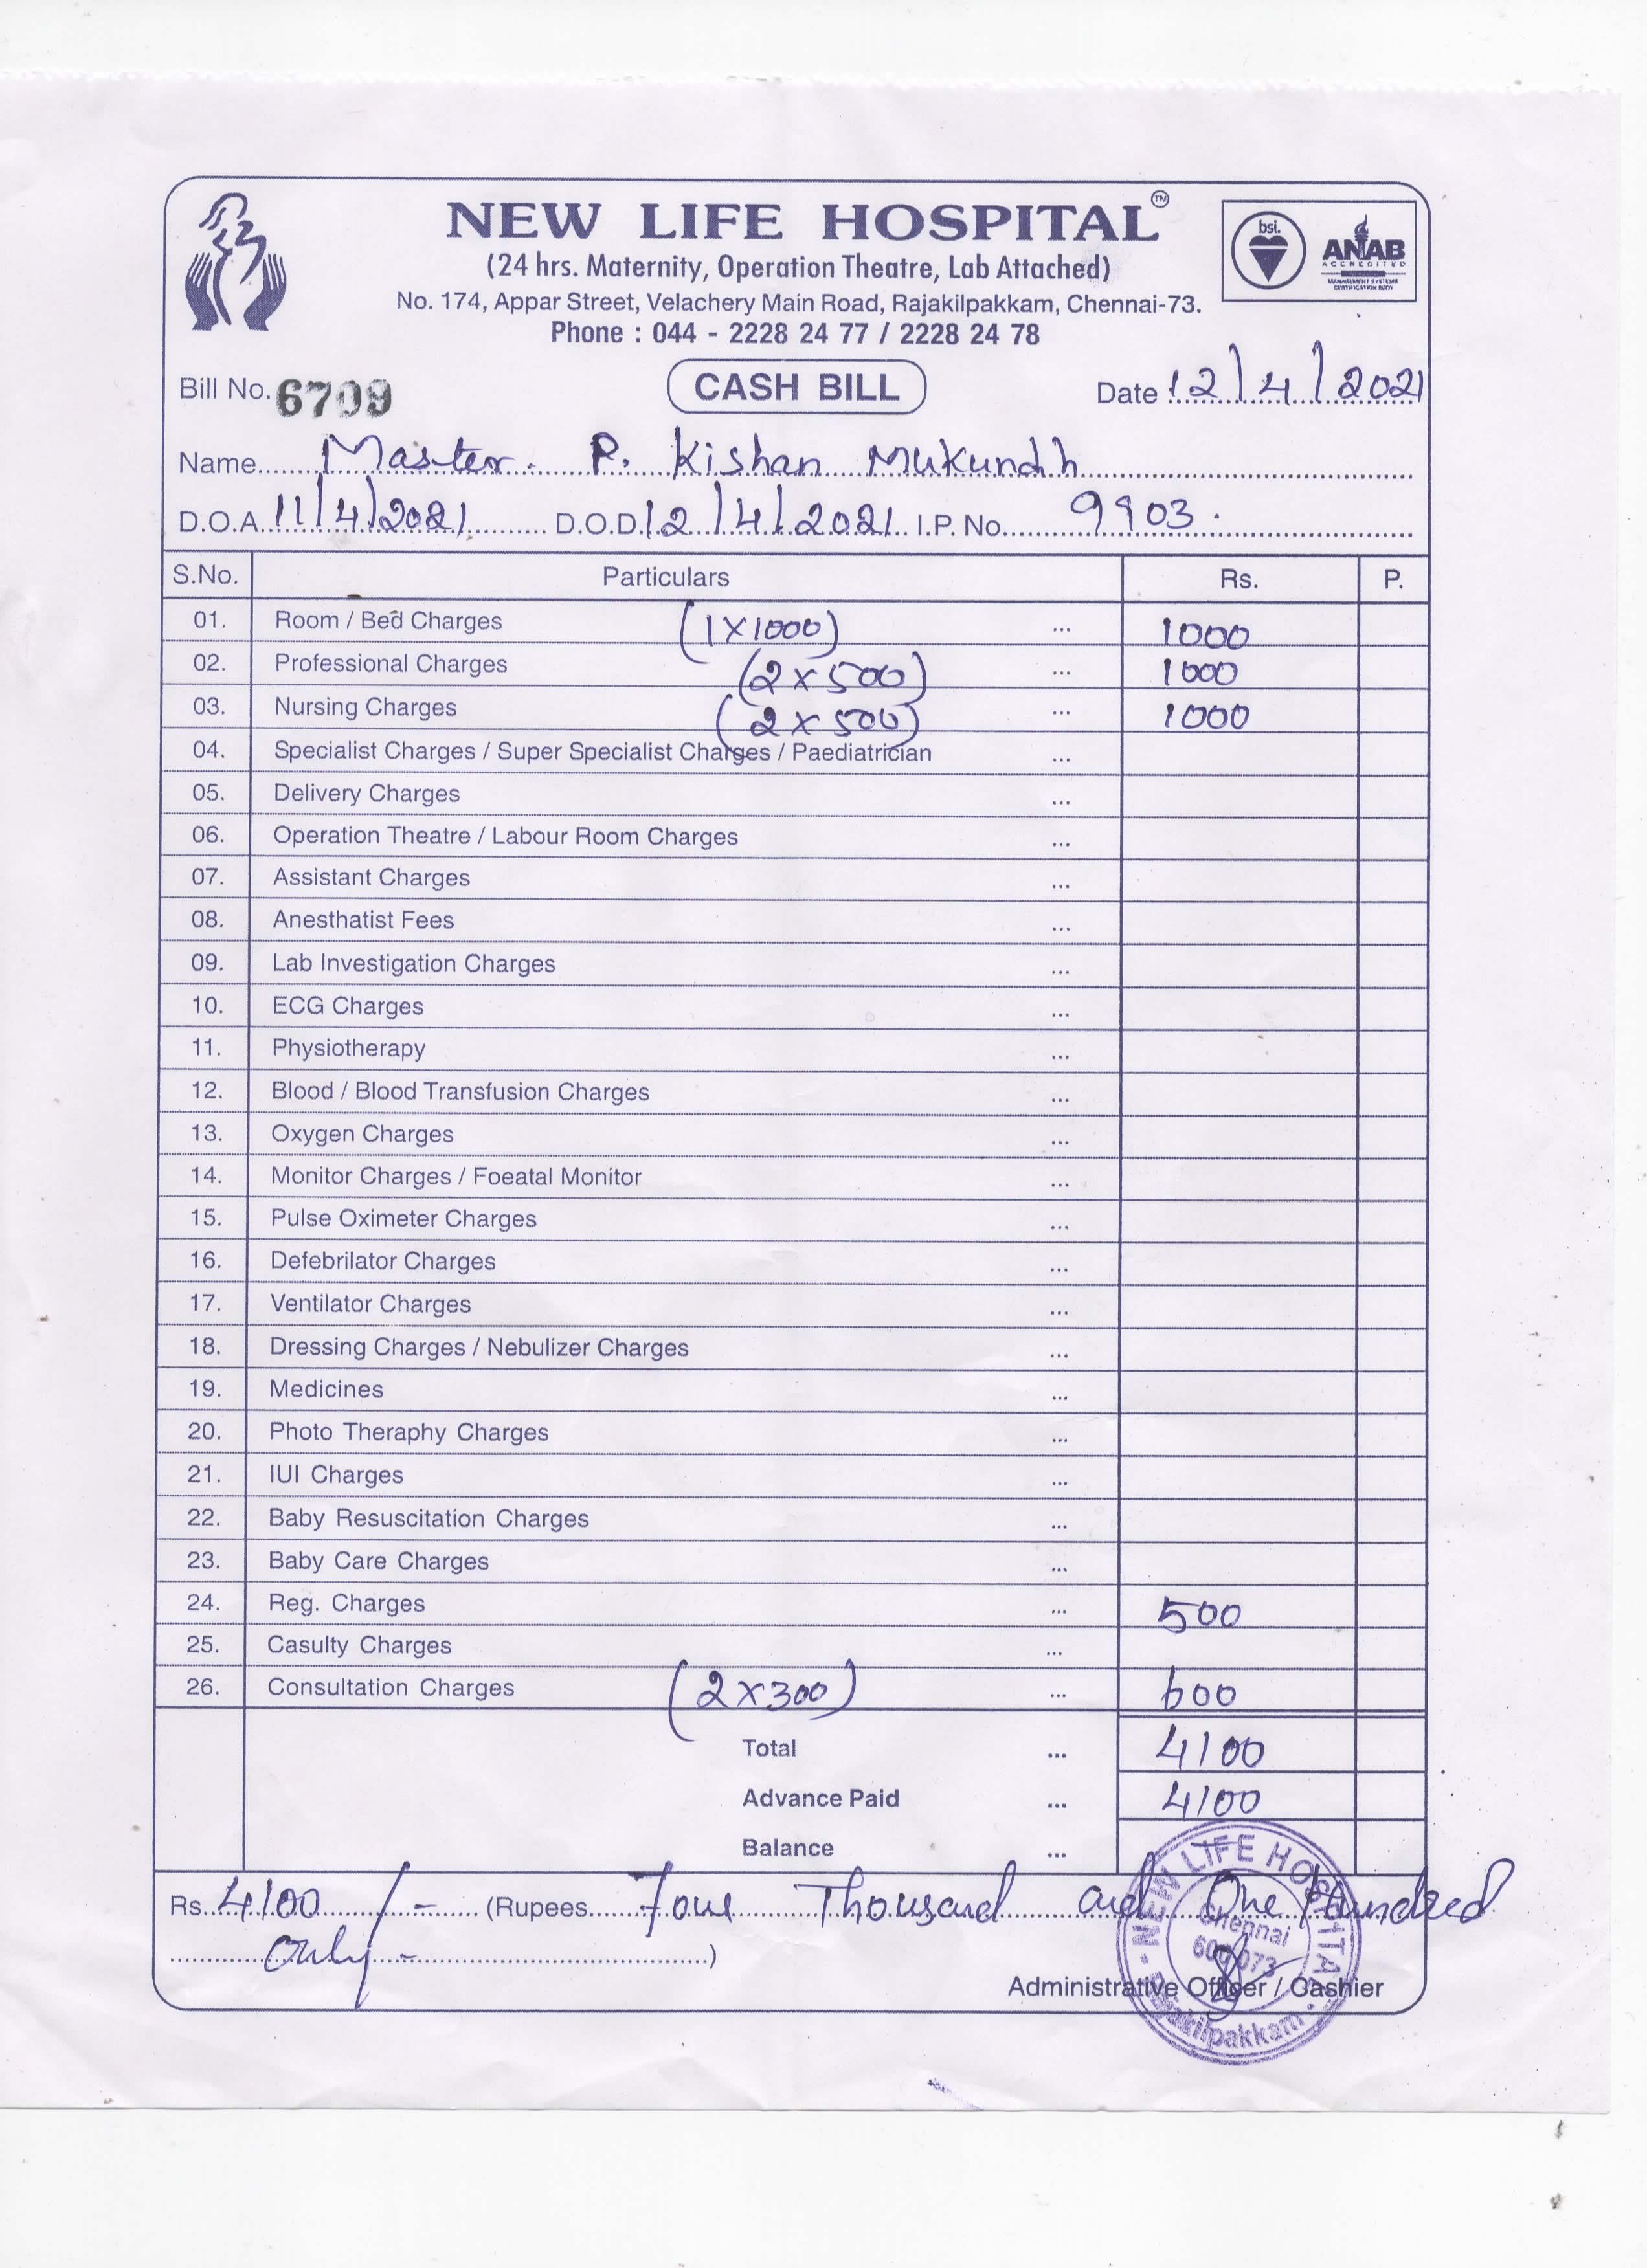 NEW LIFE HOSPITAL TM
(24 hrs. Maternity, Operation Theatre, Lab Attached)
No. 174, Appar Street, Velachery Main Road, Rajakilpakkam, Chennai-73.
Phone : 044 - 2228 24 77 / 2228 24 78
bsi.
ANAB
ACCREDITED
MANAGEMENT SYSTEMS
CERTIFICATION BODY
Bill No. 6709 CASH BILL Date 12/4/2021
Name Master. P. Kishan Mukundh
D.O.A. 11/4/2021 D.O.D. 12/4/2021 I.P. No. 9903.
S.No. Particulars Rs. P.
01. Room / Bed Charges (1X1000) ... 1000
02. Professional Charges (2 x 500) ... 1000
03. Nursing Charges (2 x 500) ... 1000
04. Specialist Charges / Super Specialist Charges / Paediatrician ...
05. Delivery Charges ...
06. Operation Theatre / Labour Room Charges ...
07. Assistant Charges ...
08. Anesthatist Fees ...
09. Lab Investigation Charges ...
10. ECG Charges ...
11. Physiotherapy ...
12. Blood / Blood Transfusion Charges ...
13. Oxygen Charges ...
14. Monitor Charges / Foeatal Monitor ...
15. Pulse Oximeter Charges ...
16. Defebrilator Charges ...
17. Ventilator Charges ...
18. Dressing Charges / Nebulizer Charges ...
19. Medicines ...
20. Photo Theraphy Charges ...
21. IUI Charges ...
22. Baby Resuscitation Charges ...
23. Baby Care Charges ...
24. Reg. Charges ... 500
25. Casulty Charges ...
26. Consultation Charges (2 X 300) ... 600
Total ... 4100
Advance Paid ... 4100
Balance ...
Rs. 4100/- (Rupees Four Thousand and One Hundred
Only -)
Administrative Officer / Cashier
NEW LIFE HOSPITAL
Chennai
600 073
Rajakilpakkam